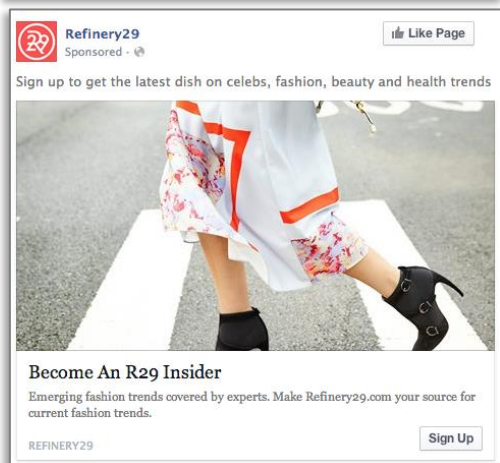 R29
Refinery29
Sponsored ·
Like Page
Sign up to get the latest dish on celebs, fashion, beauty and health trends
Become An R29 Insider
Emerging fashion trends covered by experts. Make Refinery29.com your source for
current fashion trends.
REFINERY29
Sign Up